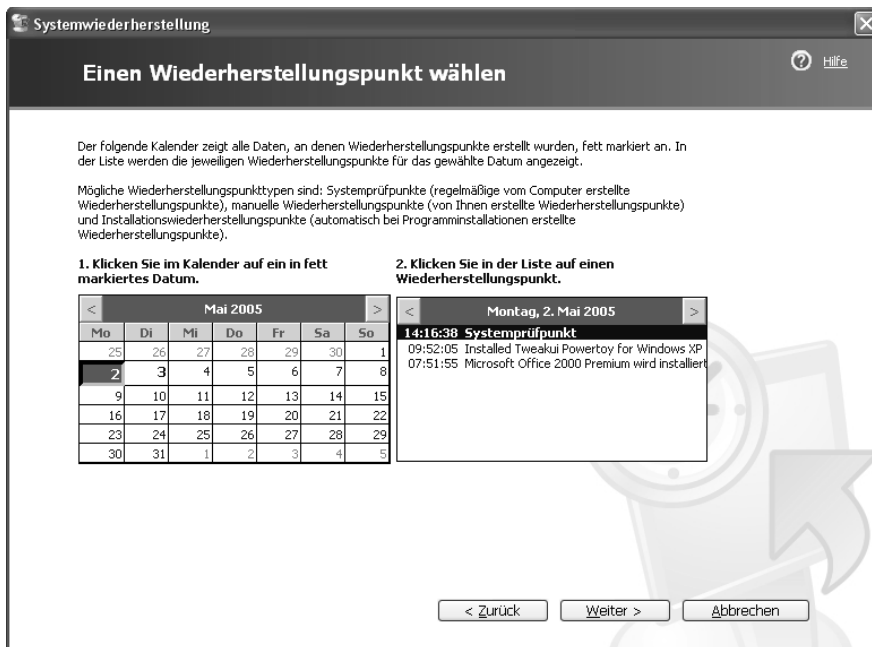 Systemwiederherstellung
Einen Wiederherstellungspunkt wählen
Hilfe
Der folgende Kalender zeigt alle Daten, an denen Wiederherstellungspunkte erstellt wurden, fett markiert an. In
der Liste werden die jeweiligen Wiederherstellungspunkte für das gewählte Datum angezeigt.
Mögliche Wiederherstellungspunkttypen sind: Systemprüfpunkte (regelmäßige vom Computer erstellte
Wiederherstellungspunkte), manuelle Wiederherstellungspunkte (von Ihnen erstellte Wiederherstellungspunkte)
und Installationswiederherstellungspunkte (automatisch bei Programminstallationen erstellte
Wiederherstellungspunkte).
1. Klicken Sie im Kalender auf ein in fett
markiertes Datum.
< Mai 2005 >
Mo Di Mi Do Fr Sa So
25 26 27 28 29 30 1
2 3 4 5 6 7 8
9 10 11 12 13 14 15
16 17 18 19 20 21 22
23 24 25 26 27 28 29
30 31 1 2 3 4 5
2. Klicken Sie in der Liste auf einen
Wiederherstellungspunkt.
< Montag, 2. Mai 2005 >
14:16:38 Systemprüfpunkt
09:52:05 Installed Tweakui Powertoy for Windows XP
07:51:55 Microsoft Office 2000 Premium wird installiert
< Zurück
Weiter >
Abbrechen